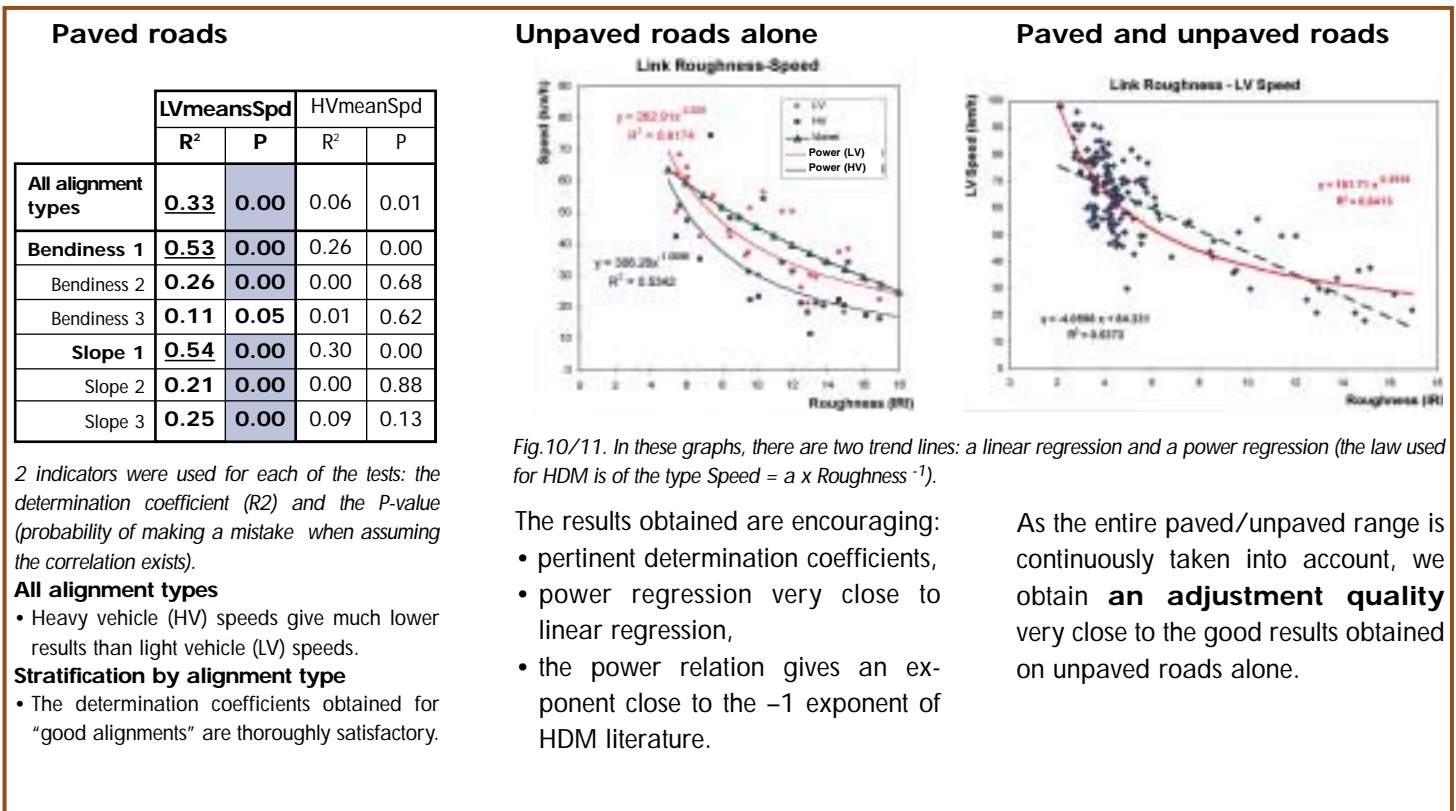 Paved roads
LVmeansSpd HVmeanSpd
R² P R² P
All alignment types 0.33 0.00 0.06 0.01
Bendiness 1 0.53 0.00 0.26 0.00
Bendiness 2 0.26 0.00 0.00 0.68
Bendiness 3 0.11 0.05 0.01 0.62
Slope 1 0.54 0.00 0.30 0.00
Slope 2 0.21 0.00 0.00 0.88
Slope 3 0.25 0.00 0.09 0.13
2 indicators were used for each of the tests: the
determination coefficient (R2) and the P-value
(probability of making a mistake when assuming
the correlation exists).
All alignment types
• Heavy vehicle (HV) speeds give much lower
results than light vehicle (LV) speeds.
Stratification by alignment type
• The determination coefficients obtained for
"good alignments" are thoroughly satisfactory.
Unpaved roads alone
Link Roughness-Speed
Speed (km/h)
LV
HV
Power (LV)
Power (HV)
Roughness (IRI)
Paved and unpaved roads
Link Roughness - LV Speed
LV Speed (km/h)
Roughness (IRI)
Fig.10/11. In these graphs, there are two trend lines: a linear regression and a power regression (the law used
for HDM is of the type Speed = a x Roughness -1).
The results obtained are encouraging:
• pertinent determination coefficients,
• power regression very close to
linear regression,
• the power relation gives an ex-
ponent close to the –1 exponent of
HDM literature.
As the entire paved/unpaved range is
continuously taken into account, we
obtain an adjustment quality
very close to the good results obtained
on unpaved roads alone.